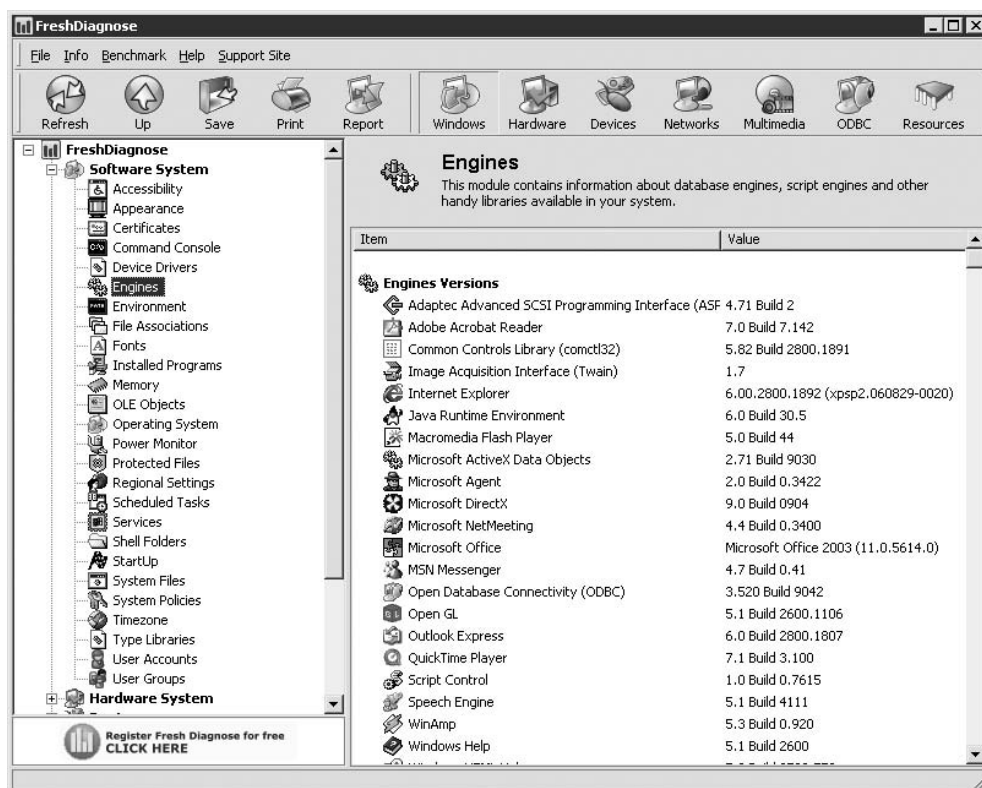 FreshDiagnose
File Info Benchmark Help Support Site
Refresh Up Save Print Report Windows Hardware Devices Networks Multimedia ODBC Resources
FreshDiagnose
Software System
Accessibility
Appearance
Certificates
Command Console
Device Drivers
Engines
Environment
File Associations
Fonts
Installed Programs
Memory
OLE Objects
Operating System
Power Monitor
Protected Files
Regional Settings
Scheduled Tasks
Services
Shell Folders
StartUp
System Files
System Policies
Timezone
Type Libraries
User Accounts
User Groups
Hardware System
Register Fresh Diagnose for free
CLICK HERE
Engines
This module contains information about database engines, script engines and other
handy libraries available in your system.
Item Value
Engines Versions
Adaptec Advanced SCSI Programming Interface (ASF 4.71 Build 2
Adobe Acrobat Reader 7.0 Build 7.142
Common Controls Library (comctl32) 5.82 Build 2800.1891
Image Acquisition Interface (Twain) 1.7
Internet Explorer 6.00.2800.1892 (xpsp2.060829-0020)
Java Runtime Environment 6.0 Build 30.5
Macromedia Flash Player 5.0 Build 44
Microsoft ActiveX Data Objects 2.71 Build 9030
Microsoft Agent 2.0 Build 0.3422
Microsoft DirectX 9.0 Build 0904
Microsoft NetMeeting 4.4 Build 0.3400
Microsoft Office Microsoft Office 2003 (11.0.5614.0)
MSN Messenger 4.7 Build 0.41
Open Database Connectivity (ODBC) 3.520 Build 9042
Open GL 5.1 Build 2600.1106
Outlook Express 6.0 Build 2800.1807
QuickTime Player 7.1 Build 3.100
Script Control 1.0 Build 0.7615
Speech Engine 5.1 Build 4111
WinAmp 5.3 Build 0.920
Windows Help 5.1 Build 2600